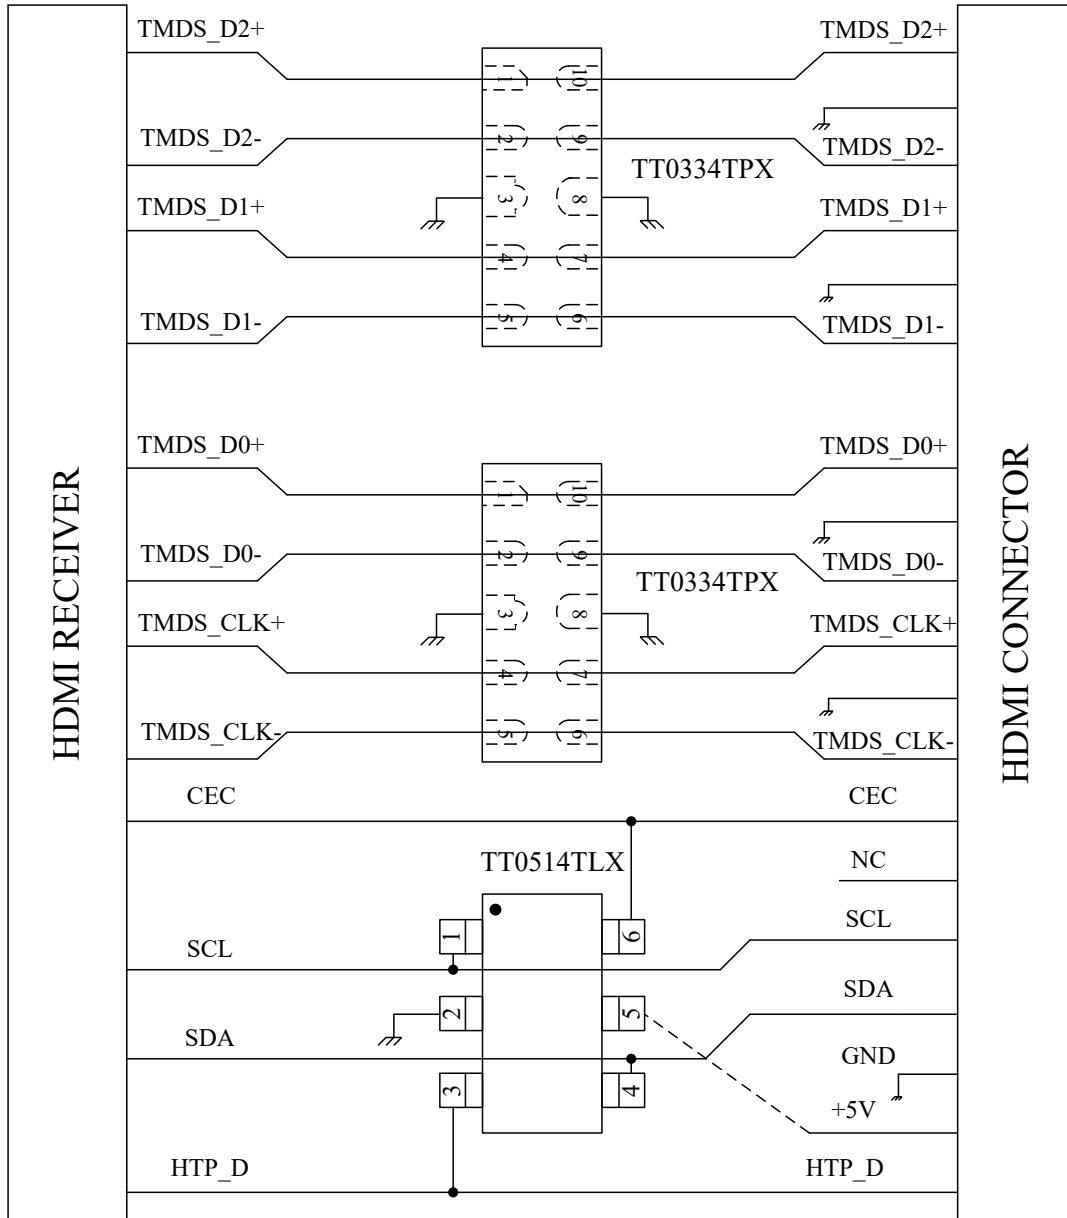 TMDS_D2+
TMDS_D2+
1
10
TMDS_D2-
2
9
TMDS_D2-
TT0334TPX
TMDS_D1+
3
8
TMDS_D1+
4
7
TMDS_D1-
5
6
TMDS_D1-
TMDS_D0+
TMDS_D0+
HDMI RECEIVER
HDMI CONNECTOR
1
10
TMDS_D0-
2
9
TMDS_D0-
TT0334TPX
TMDS_CLK+
3
8
TMDS_CLK+
4
7
TMDS_CLK-
5
6
TMDS_CLK-
CEC
CEC
TT0514TLX
NC
1
6
SCL
SCL
SDA
2
5
SDA
GND
3
4
+5V
HTP_D
HTP_D